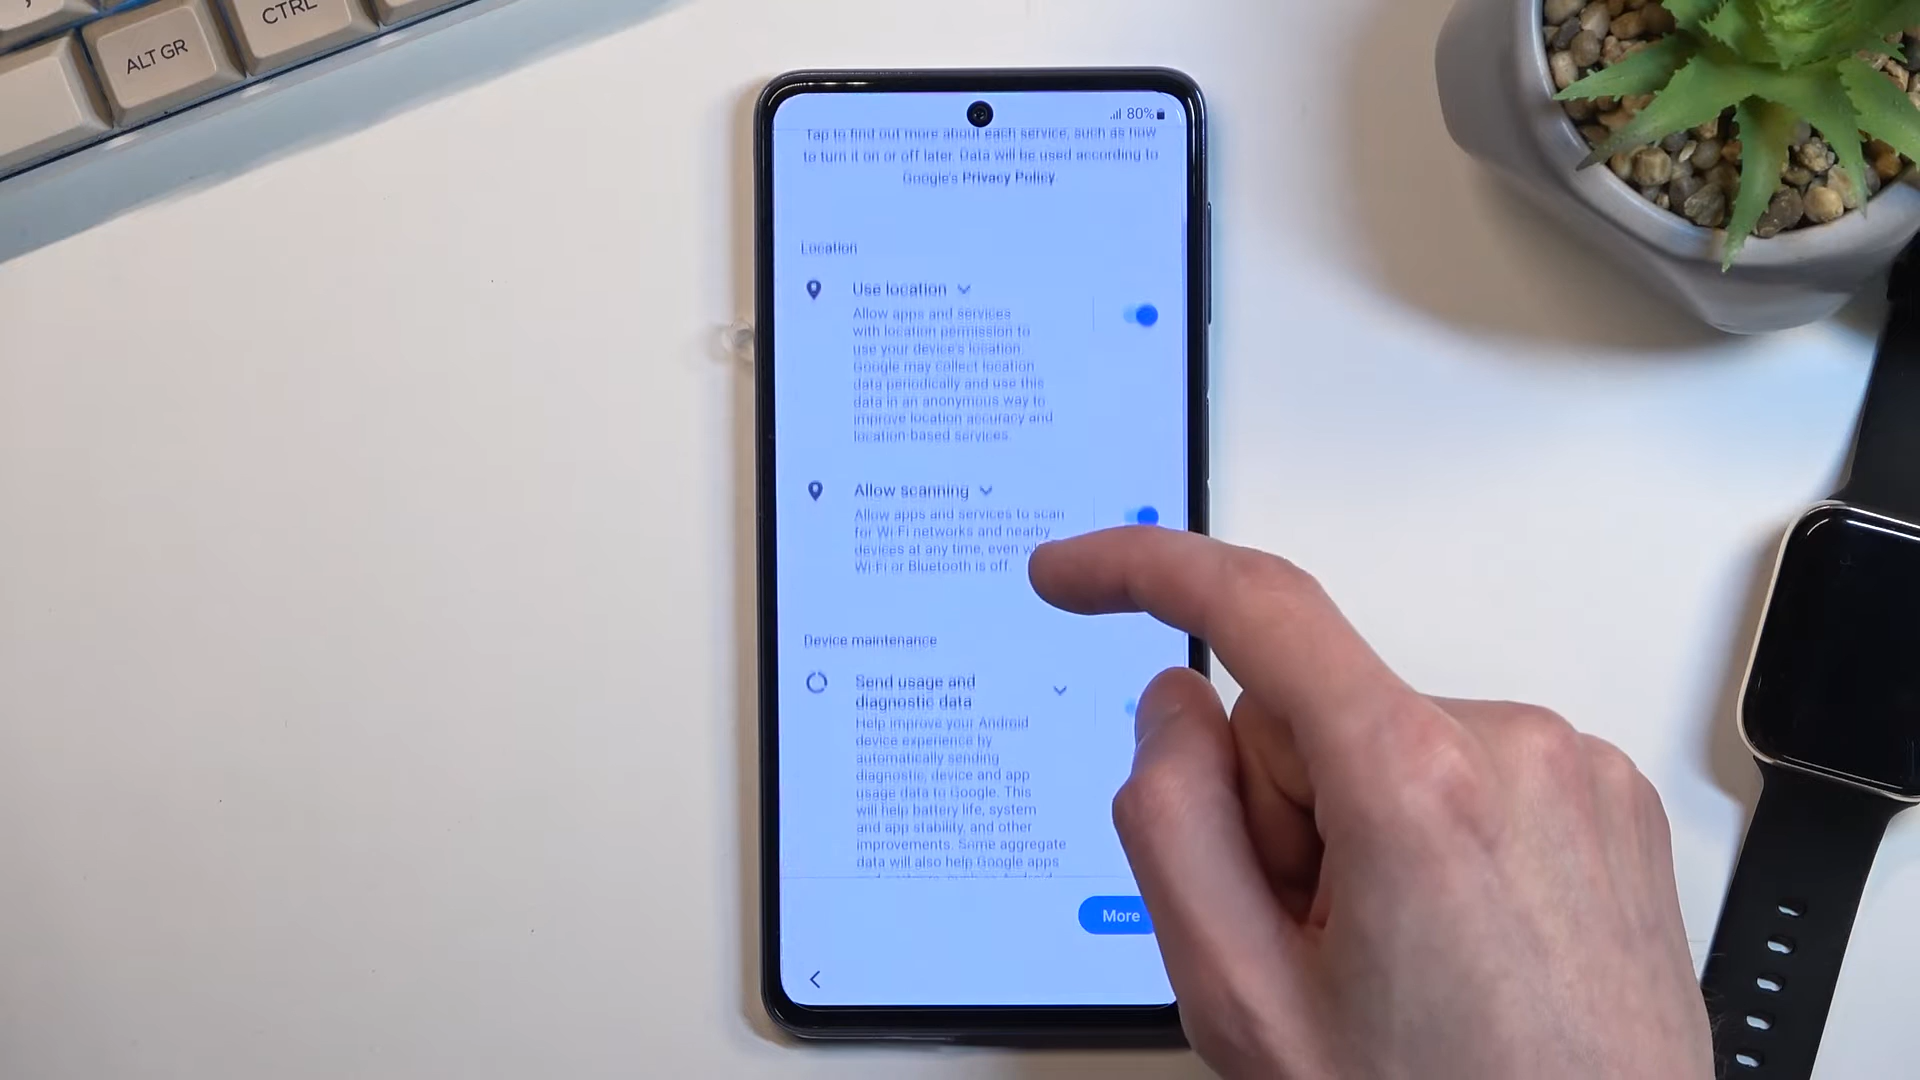 ALT GR
CTRL
80%
Tap to find out more about each service, such as how
to turn it on or off later. Data will be used according to
Google's Privacy Policy.
Location
Use location
Allow apps and services
with location permission to
use your device's location.
Google may collect location
data periodically and use this
data in an anonymous way to
improve location accuracy and
location-based services.
Allow scanning
Allow apps and services to scan
for Wi-Fi networks and nearby
devices at any time, even
Wi-Fi or Bluetooth is off.
Device maintenance
Send usage and
diagnostic data
Help improve your Android
device experience by
automatically sending
diagnostic, device and app
usage data to Google. This
will help battery life, system
and app stability, and other
improvements. Some aggregate
data will also help Google apps
More